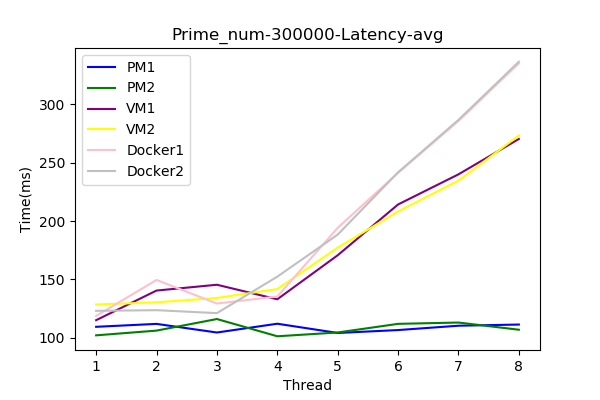 Prime_num-300000-Latency-avg
PM1
PM2
VM1
VM2
Docker1
Docker2
300
250
200
150
100
Time(ms)
1 2 3 4 5 6 7 8
Thread